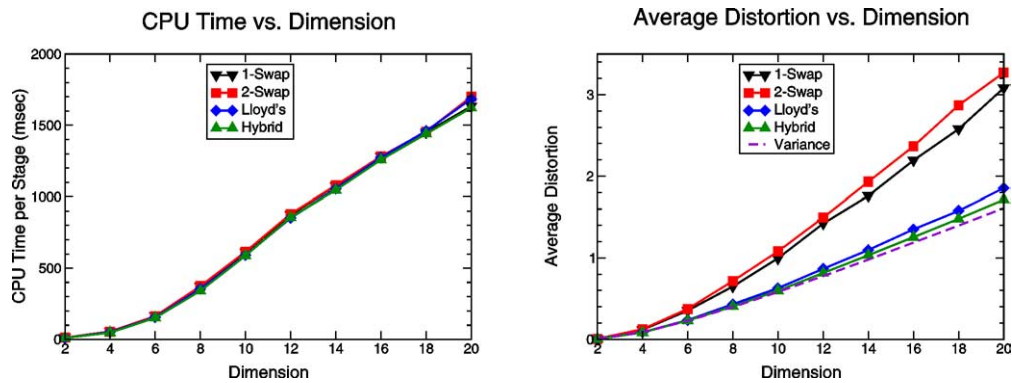 CPU Time vs. Dimension
2000
1500
1000
500
0
CPU Time per Stage (msec)
1-Swap
2-Swap
Lloyd's
Hybrid
2 4 6 8 10 12 14 16 18 20
Dimension
Average Distortion vs. Dimension
3
2
1
0
Average Distortion
1-Swap
2-Swap
Lloyd's
Hybrid
Variance
2 4 6 8 10 12 14 16 18 20
Dimension